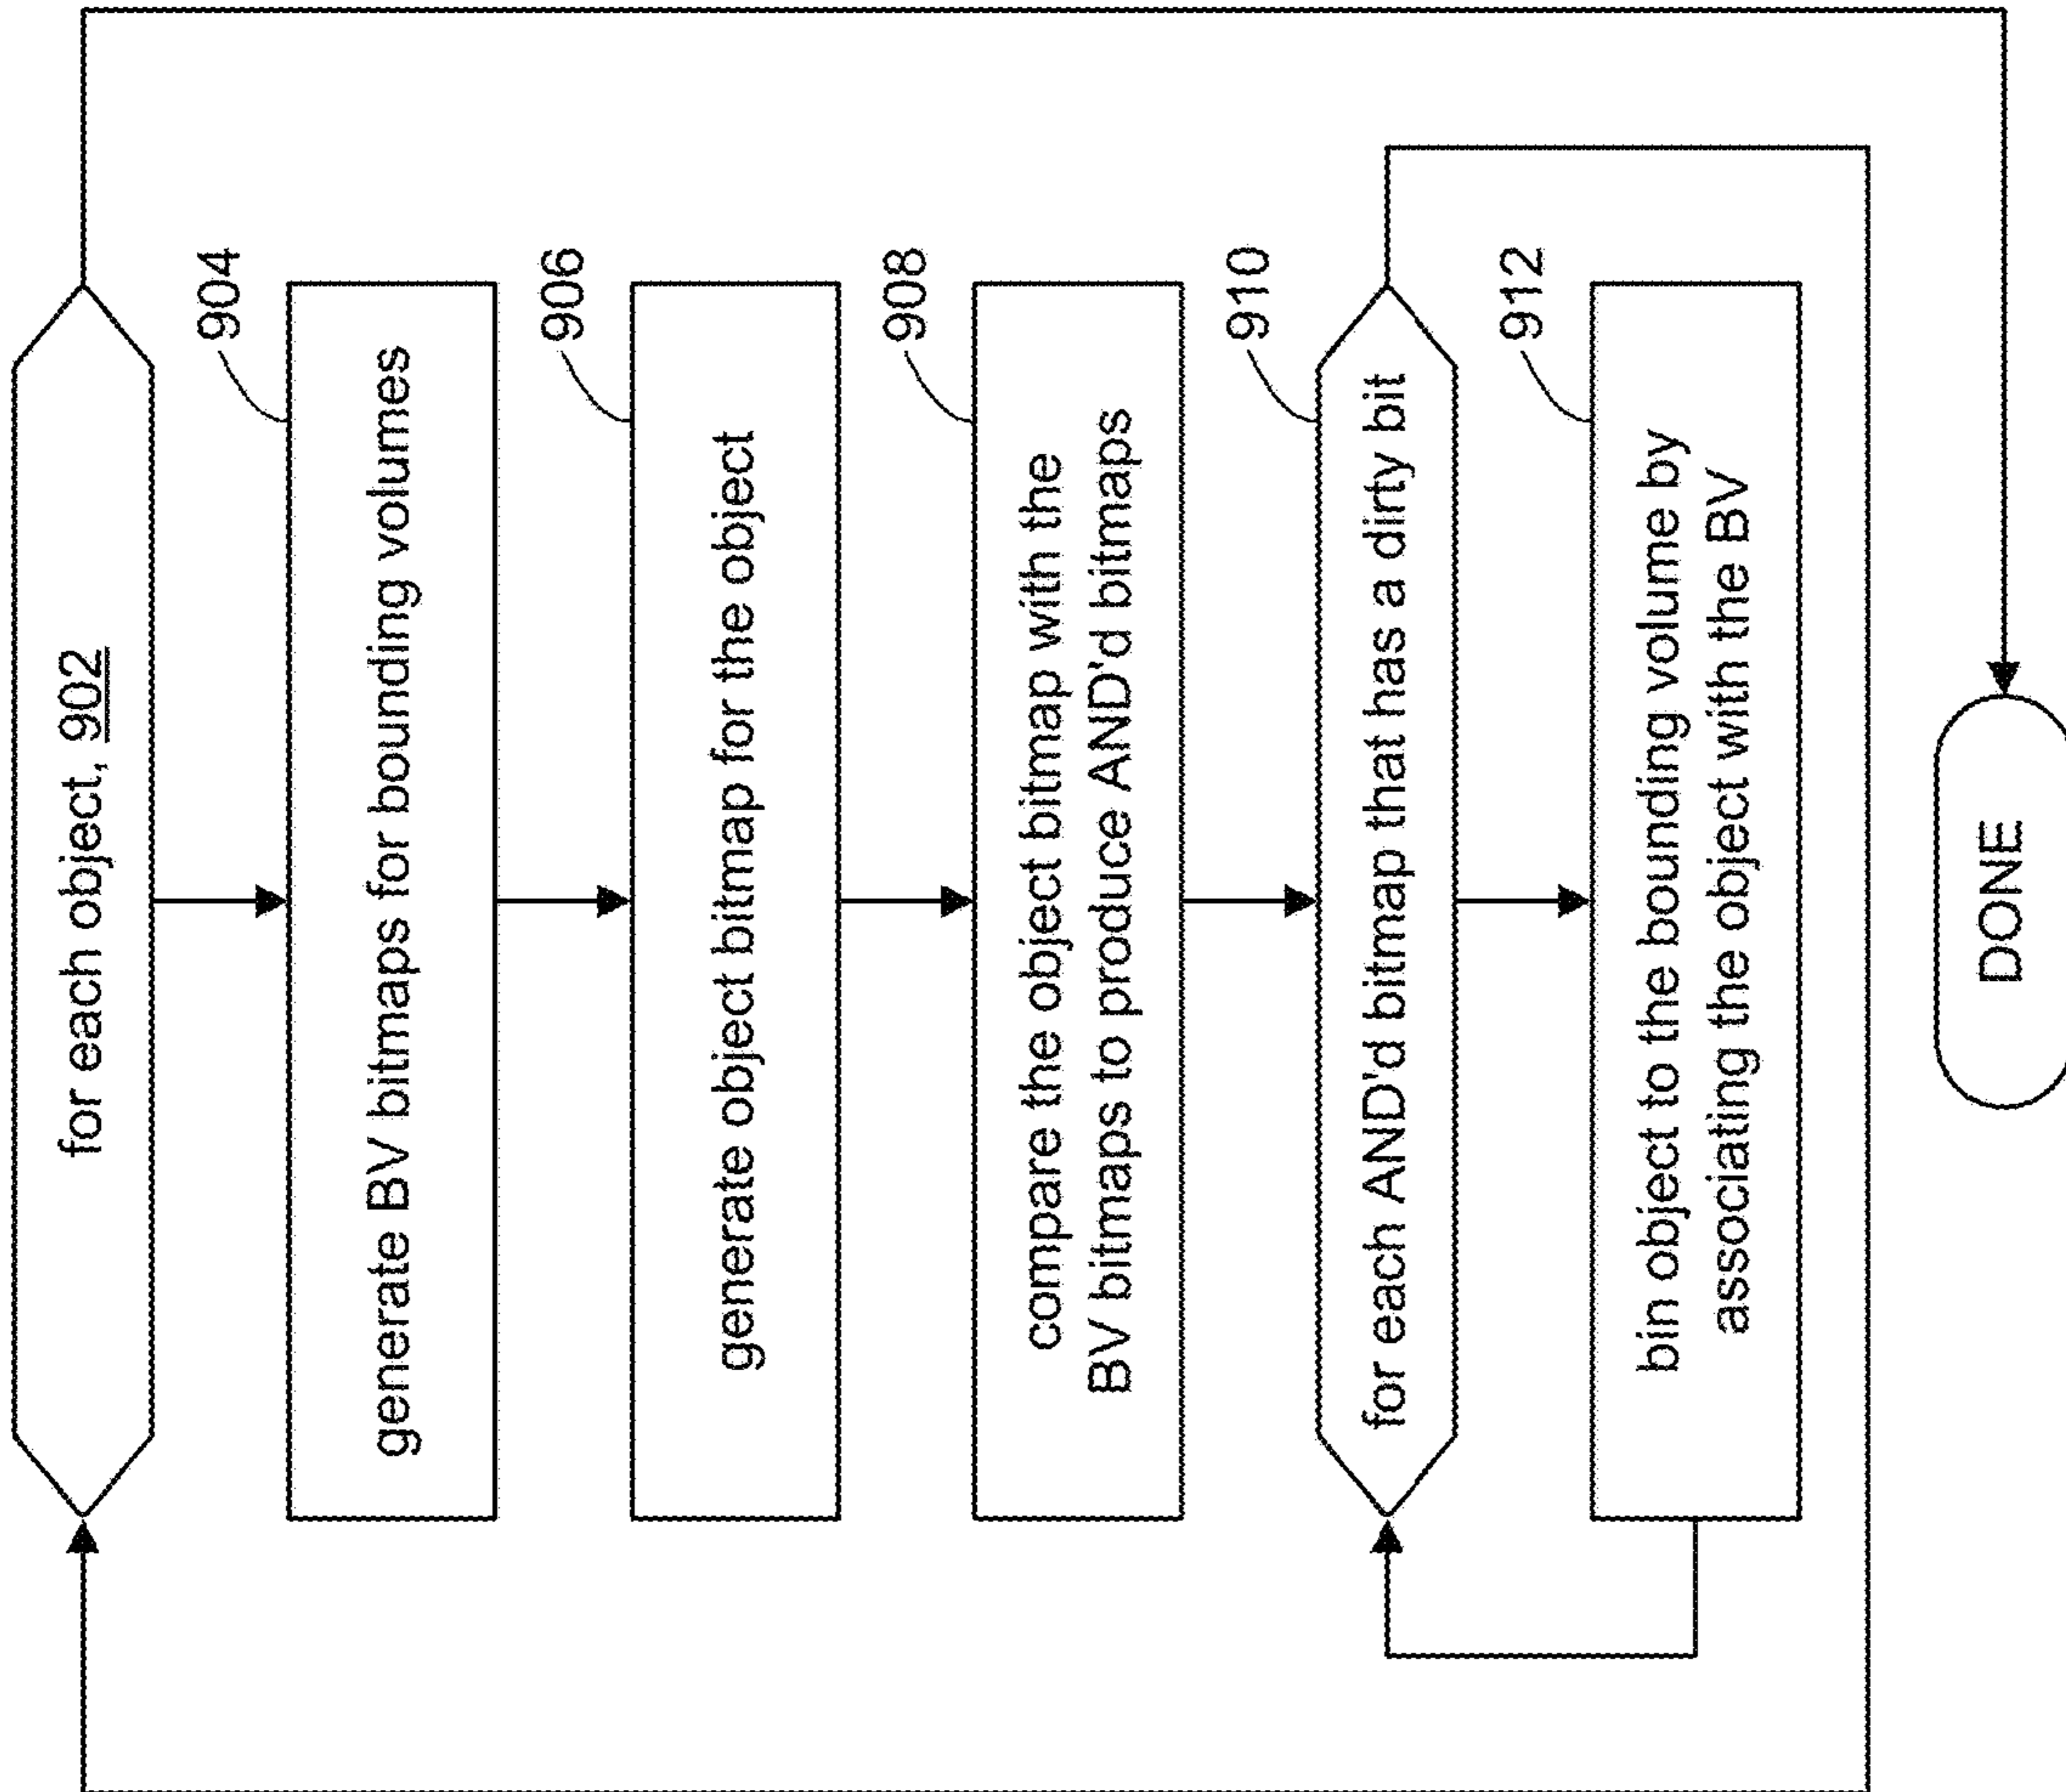 for each object, 902
904
generate BV bitmaps for bounding volumes
906
generate object bitmap for the object
908
compare the object bitmap with the
BV bitmaps to produce AND'd bitmaps
910
for each AND'd bitmap that has a dirty bit
912
bin object to the bounding volume by
associating the object with the BV
DONE